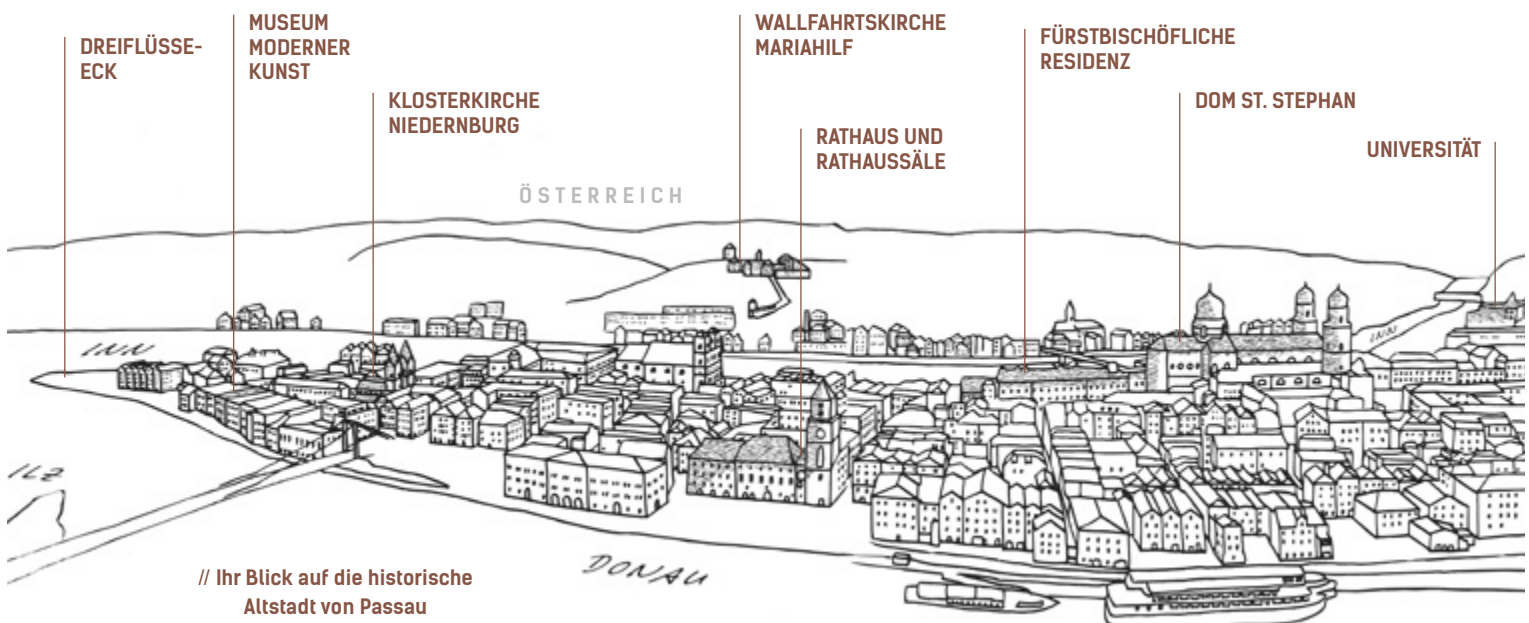 DREIFLÜSSE-
ECK
MUSEUM
MODERNER
KUNST
KLOSTERKIRCHE
NIEDERNBURG
WALLFAHRTSKIRCHE
MARIAHILF
RATHAUS UND
RATHAUSSÄLE
FÜRSTBISCHÖFLICHE
RESIDENZ
DOM ST. STEPHAN
UNIVERSITÄT
ÖSTERREICH
INN
INN
ILZ
DONAU
// Ihr Blick auf die historische
Altstadt von Passau